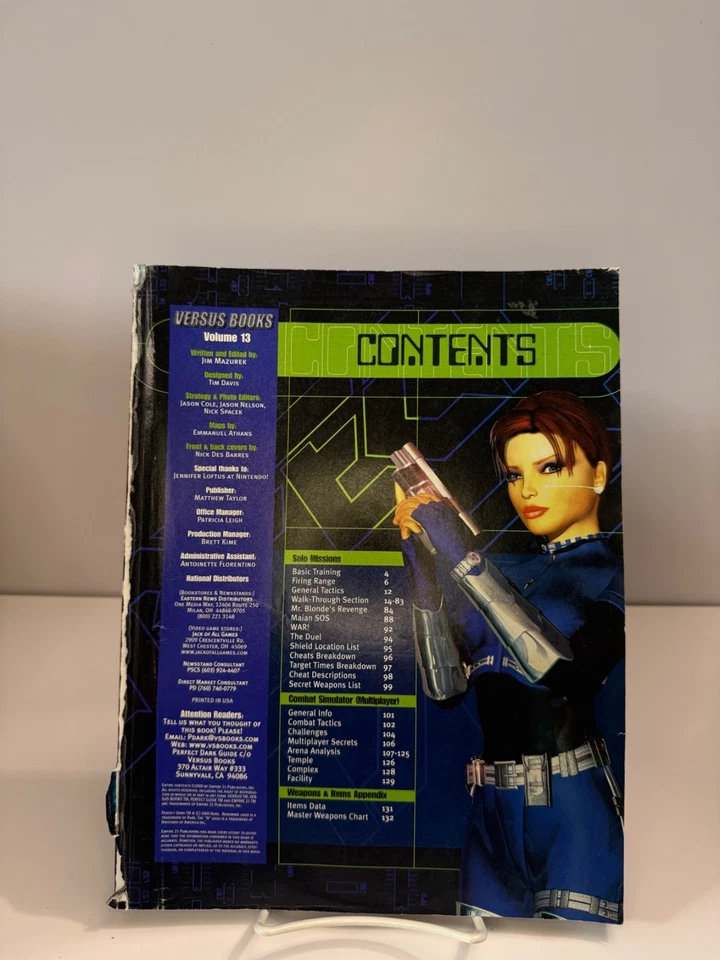 VERSUS BOOKS
Volume 13
Written and Edited by:
Jim Mazurek
Designed by:
Tim Davis
Strategy & Photo Editors:
Jason Cole, Jason Nelson,
Nick Spacek
Maps by:
Emmanuel Athans
Front & back covers by:
Nick Des Barres
Special thanks to:
Jennifer Loftus at Nintendo!
Publisher:
Matthew Taylor
Office Manager:
Patricia Leigh
Production Manager:
Brett Kime
Administrative Assistant:
Antoinette Florentino
National Distributors
(Bookstores & Newsstands:)
Eastern News Distributors
One Media Way, 12406 Route 250
Milan, OH 44846-9705
(800) 221 3148
(Video game stores:)
Jack of All Games
2909 Crescentville Rd.
West Chester, OH 45069
www.jackofallgames.com
Newsstand Consultant
PSCS (603) 924-4407
Direct Market Consultant
PD (760) 740-0779
Printed in USA
Attention Readers:
Tell us what you thought of
this book! Please!
Email: PDark@vsbooks.com
Web: www.vsbooks.com
Perfect Dark Guide c/o
Versus Books
370 Altair Way #333
Sunnyvale, CA 94086
CONTENTS
CONTENTS
Solo Missions
Basic Training 4
Firing Range 6
General Tactics 12
Walk-Through Section 14-83
Mr. Blonde's Revenge 84
Maian SOS 88
WAR! 92
The Duel 94
Shield Location List 95
Cheats Breakdown 96
Target Times Breakdown 97
Cheat Descriptions 98
Secret Weapons List 99
Combat Simulator (Multiplayer)
General Info 101
Combat Tactics 102
Challenges 104
Multiplayer Secrets 106
Arena Analysis 107-125
Temple 126
Complex 128
Facility 129
Weapons & Items Appendix
Items Data 131
Master Weapons Chart 132